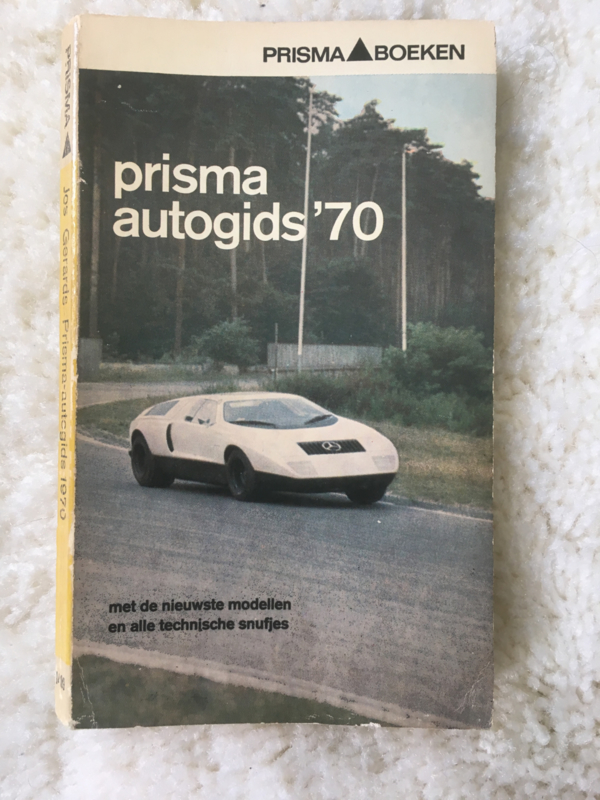 PRISMA BOEKEN
prisma
autogids '70
met de nieuwste modellen
en alle technische snufjes
PRISMA
Jos Gerards Prisma-autogids 1970